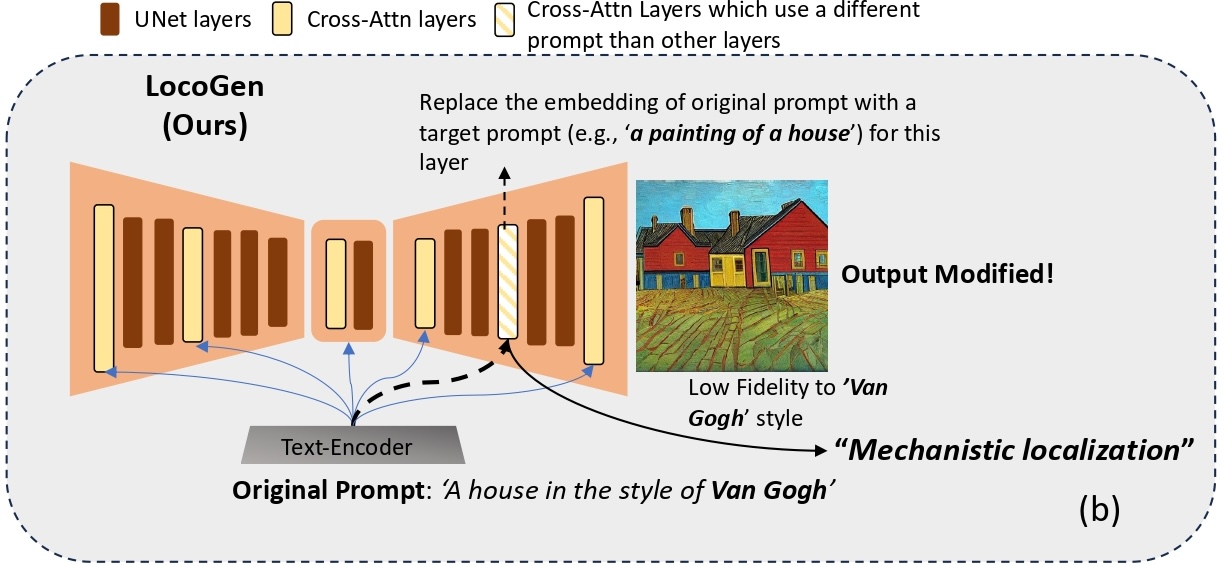 UNet layers
Cross-Attn layers
Cross-Attn Layers which use a different
prompt than other layers
LocoGen
(Ours)
Replace the embedding of original prompt with a
target prompt (e.g., ‘a painting of a house’) for this
layer
Output Modified!
Low Fidelity to ’Van
Gogh’ style
Text-Encoder
“Mechanistic localization”
Original Prompt: ‘A house in the style of Van Gogh’
(b)